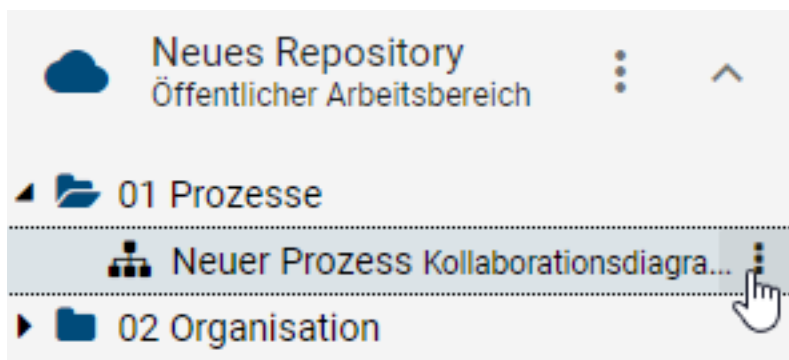 Neues Repository
Öffentlicher Arbeitsbereich
01 Prozesse
Neuer Prozess Kollaborationsdiagra...
02 Organisation